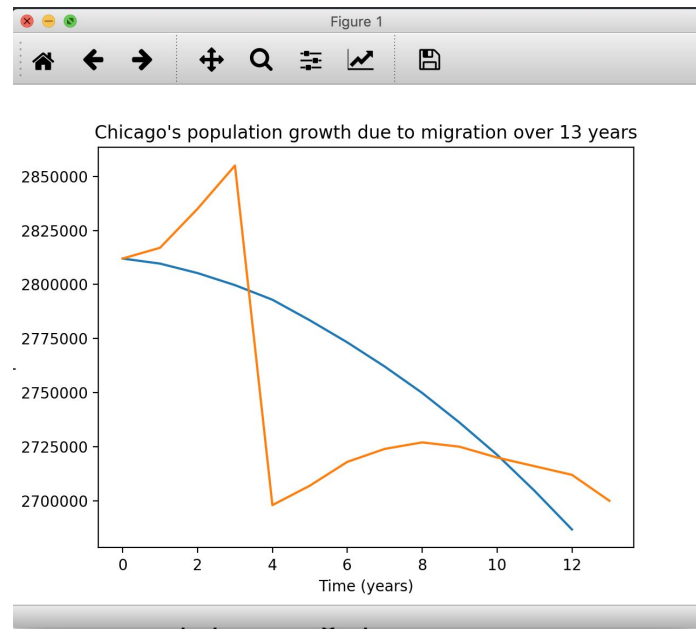 Figure 1
Chicago's population growth due to migration over 13 years
2850000
2825000
2800000
2775000
2750000
2725000
2700000
0 2 4 6 8 10 12
Time (years)